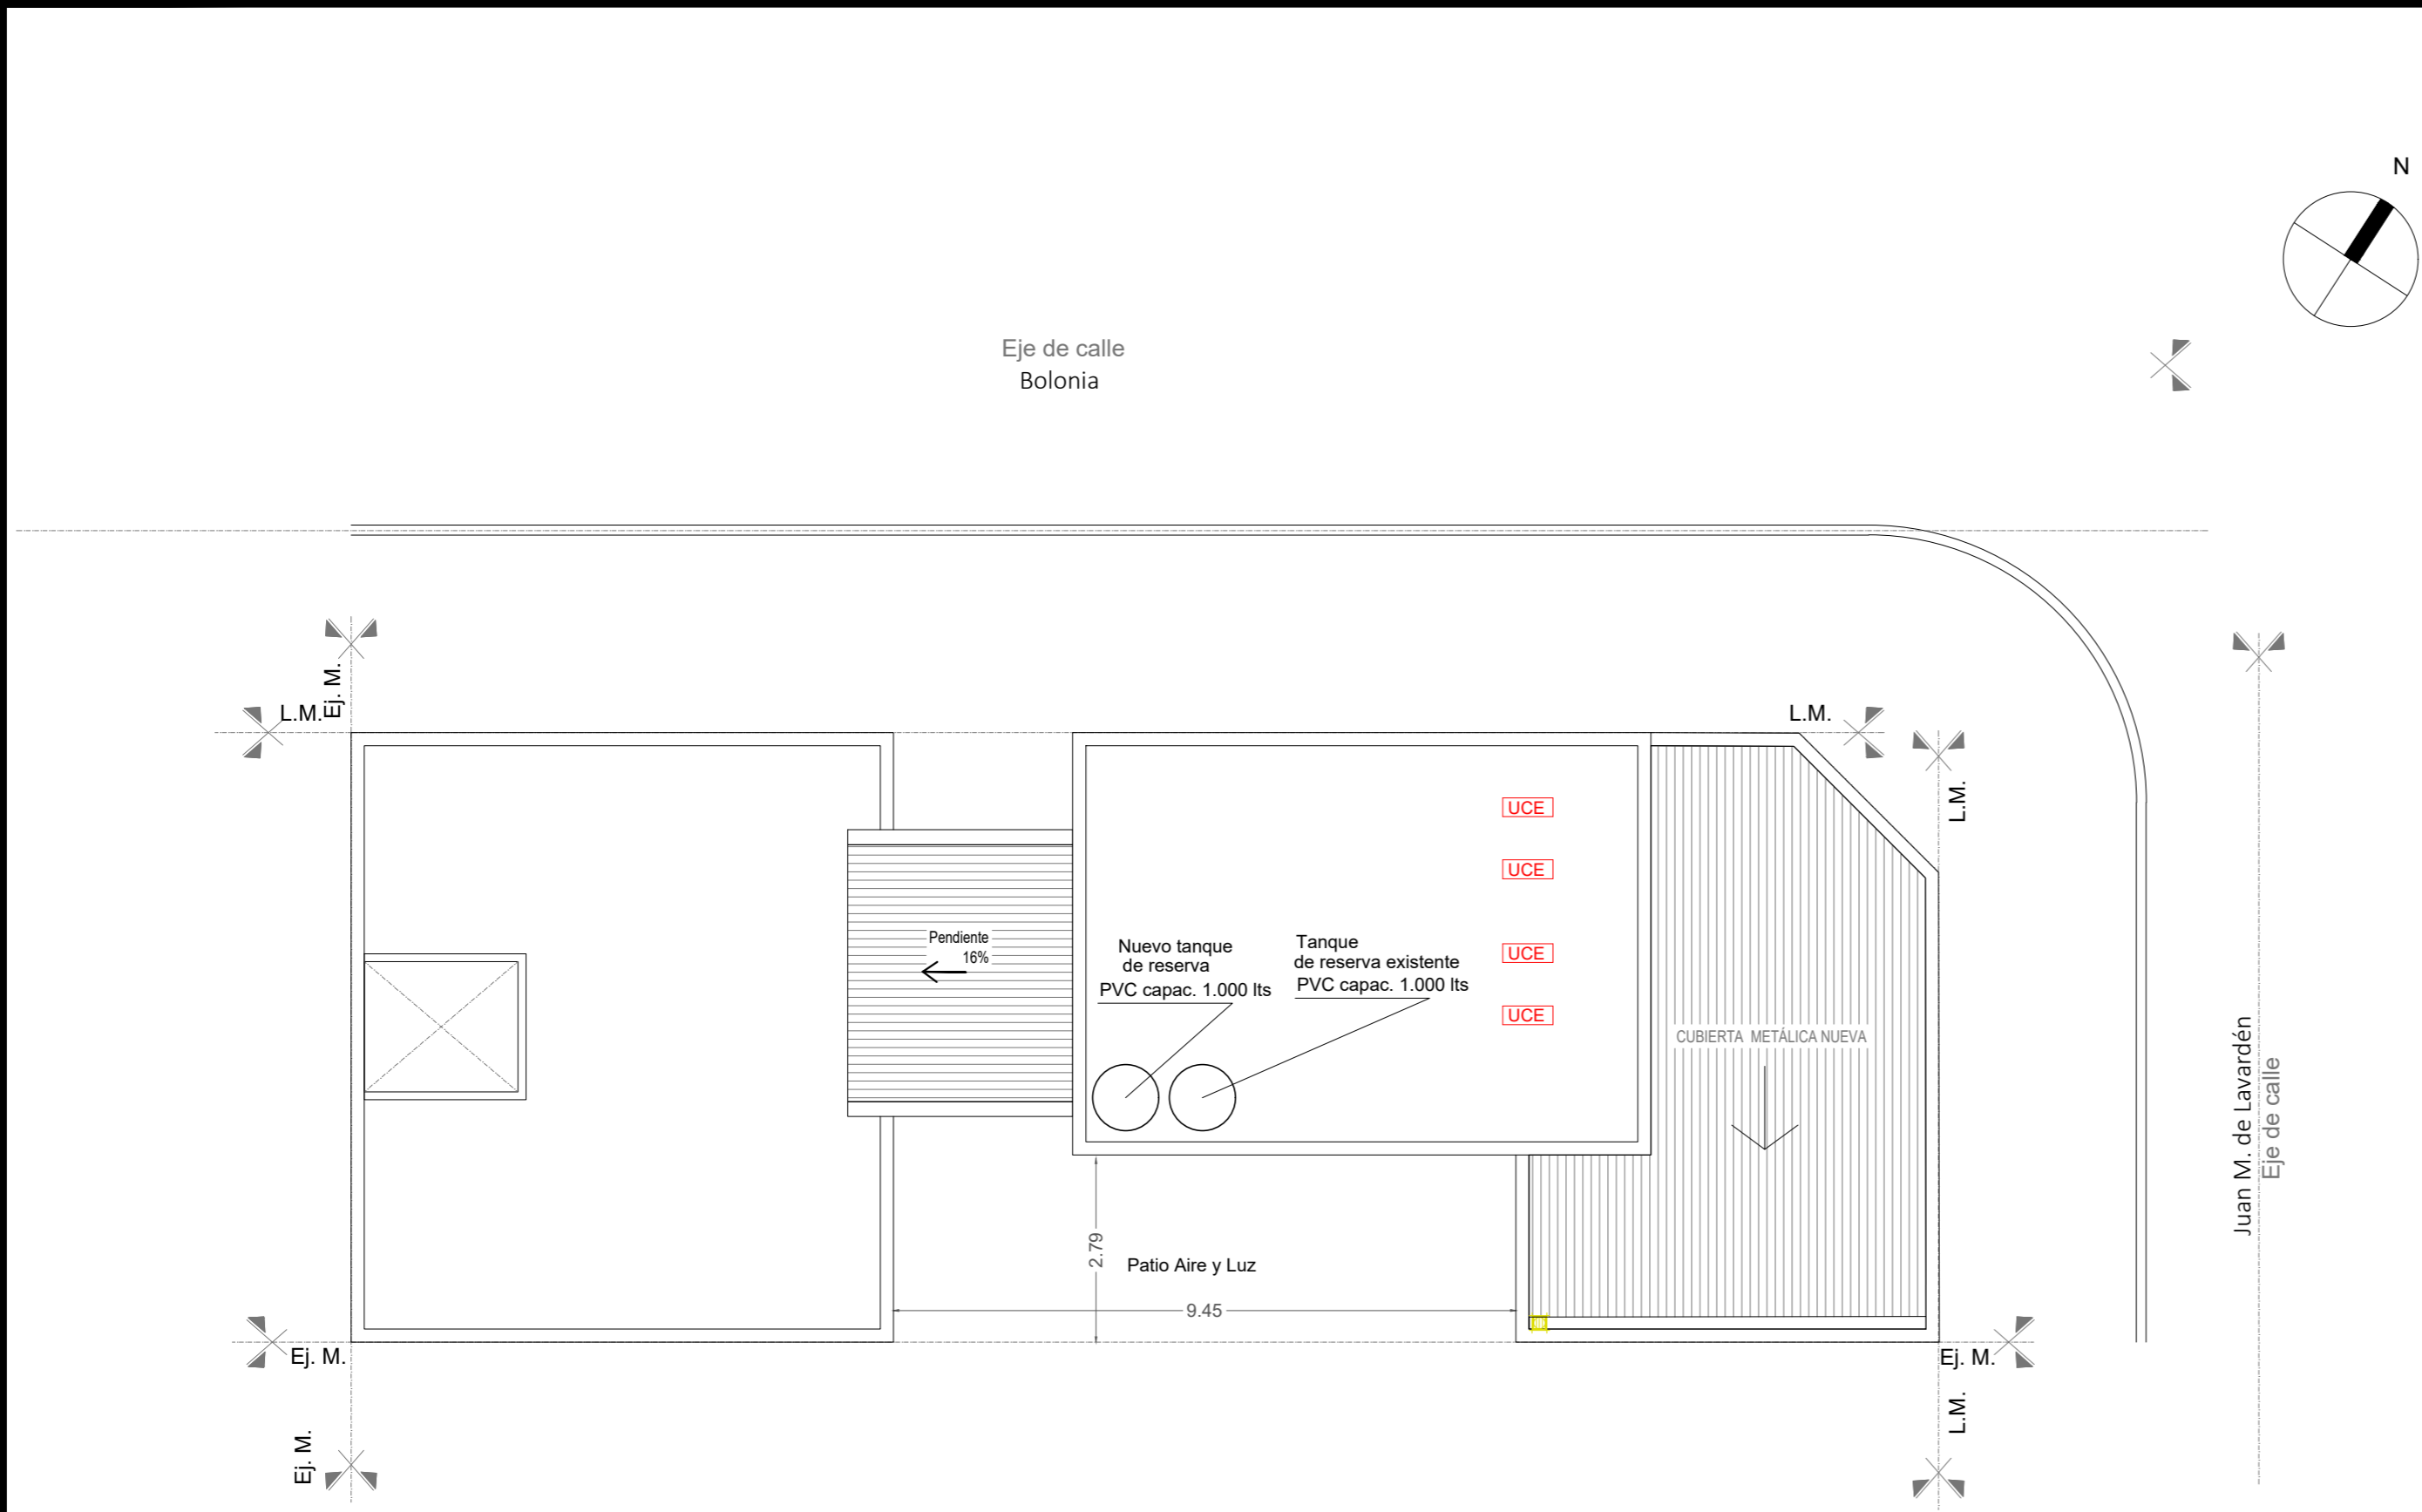 N
Eje de calle
Bolonia
Ej. M.
L.M.
L.M.
L.M.
UCE
UCE
UCE
UCE
Pendiente
16%
Nuevo tanque
de reserva
PVC capac. 1.000 lts
Tanque
de reserva existente
PVC capac. 1.000 lts
CUBIERTA METÁLICA NUEVA
Juan M. de Lavardén
Eje de calle
2.79
Patio Aire y Luz
9.45
Ej. M.
Ej. M.
Ej. M.
L.M.